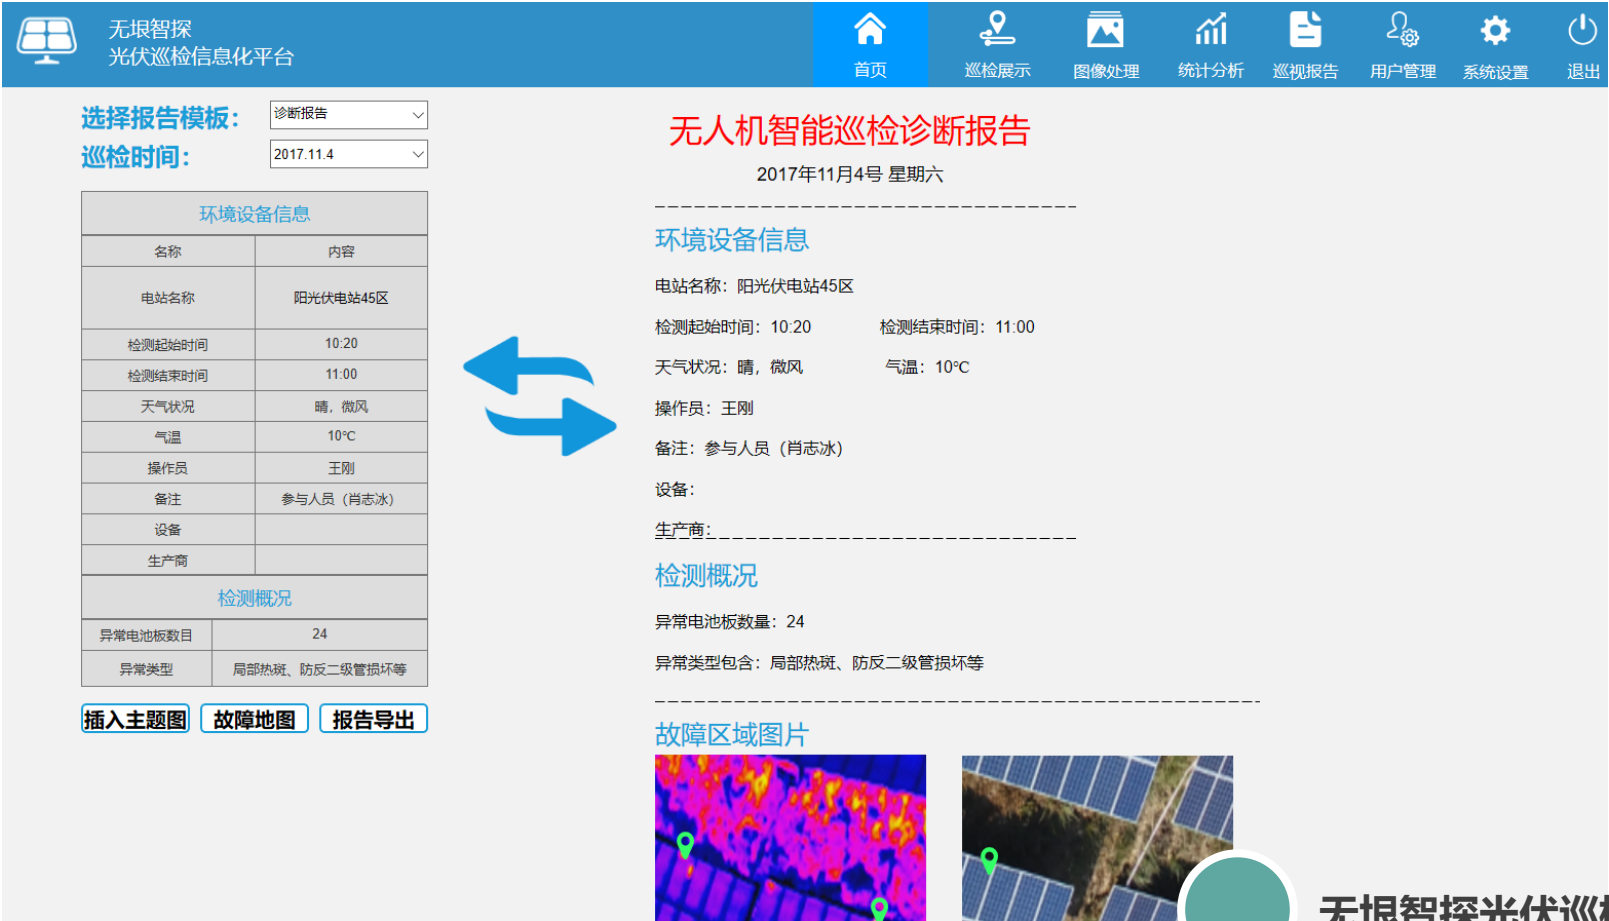 无垠智探
光伏巡检信息化平台
首页
巡检展示
图像处理
统计分析
巡视报告
用户管理
系统设置
退出
选择报告模板：
诊断报告
巡检时间：
2017.11.4
环境设备信息
名称 内容
电站名称 阳光伏电站45区
检测起始时间 10:20
检测结束时间 11:00
天气状况 晴，微风
气温 10℃
操作员 王刚
备注 参与人员（肖志冰）
设备
生产商
检测概况
异常电池板数目 24
异常类型 局部热斑、防反二级管损坏等
插入主题图 故障地图 报告导出
无人机智能巡检诊断报告
2017年11月4号 星期六
环境设备信息
电站名称：阳光伏电站45区
检测起始时间：10:20 检测结束时间：11:00
天气状况：晴，微风 气温：10℃
操作员：王刚
备注：参与人员（肖志冰）
设备：
生产商：
检测概况
异常电池板数量：24
异常类型包含：局部热斑、防反二级管损坏等
故障区域图片
无垠智探光伏巡